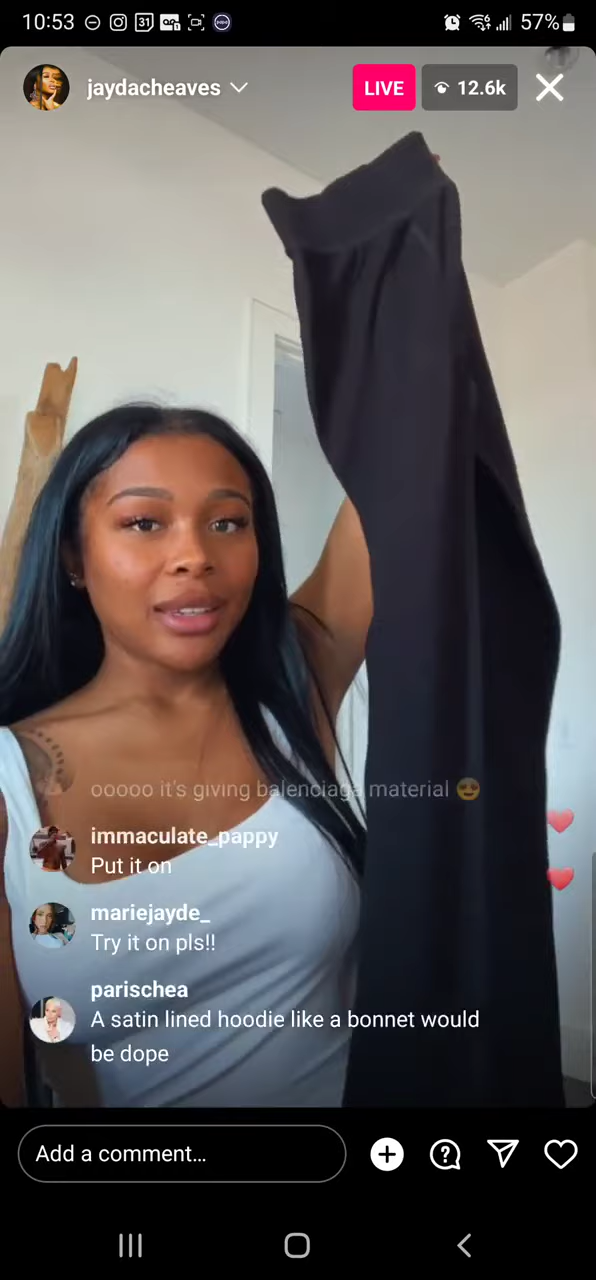 10:53
31
57%
jaydacheaves
LIVE
12.6k
ooooo it's giving balenciaga material 😍
immaculate_pappy
Put it on
mariejayde_
Try it on pls!!
parischea
A satin lined hoodie like a bonnet would
be dope
Add a comment...